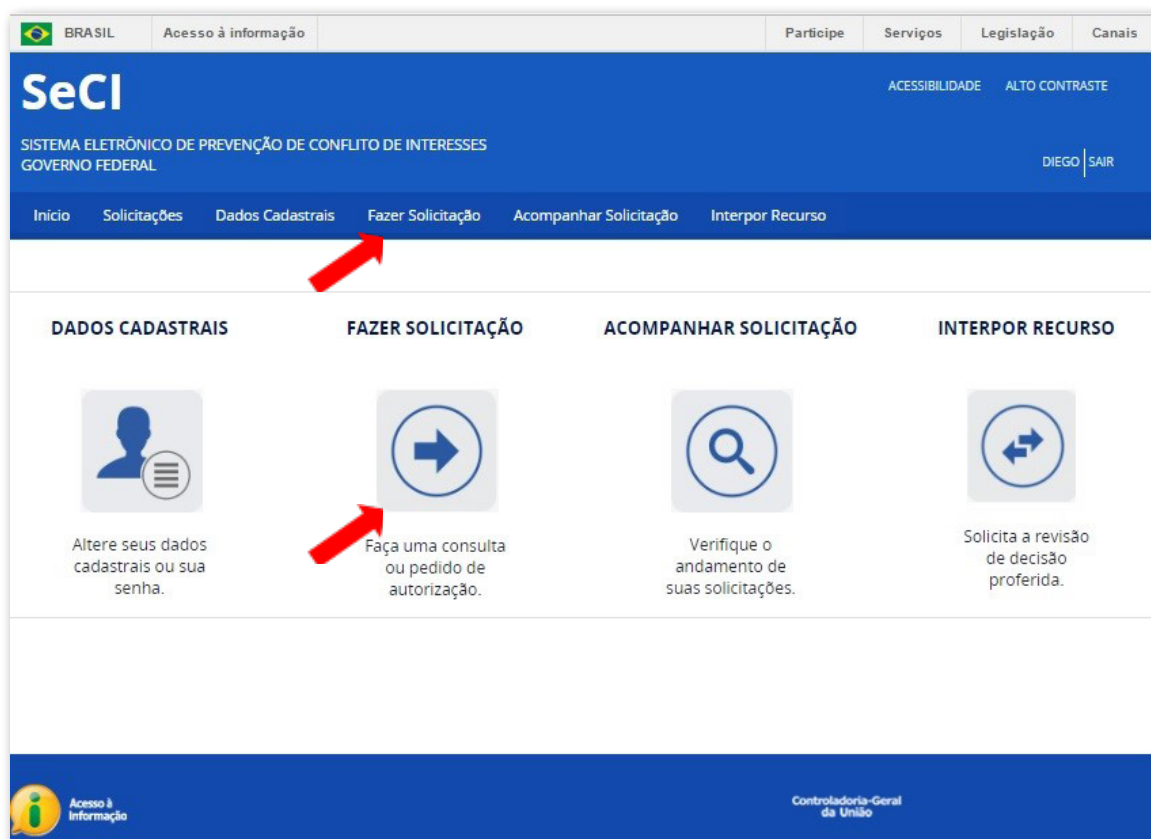 BRASIL Acesso à informação Participe Serviços Legislação Canais
SeCI
ACESSIBILIDADE ALTO CONTRASTE
SISTEMA ELETRÔNICO DE PREVENÇÃO DE CONFLITO DE INTERESSES
GOVERNO FEDERAL
DIEGO SAIR
Início Solicitações Dados Cadastrais Fazer Solicitação Acompanhar Solicitação Interpor Recurso
DADOS CADASTRAIS FAZER SOLICITAÇÃO ACOMPANHAR SOLICITAÇÃO INTERPOR RECURSO
Altere seus dados
cadastrais ou sua
senha.
Faça uma consulta
ou pedido de
autorização.
Verifique o
andamento de
suas solicitações.
Solicita a revisão
de decisão
proferida.
i
Acesso à
Informação
Controladoria-Geral
da União